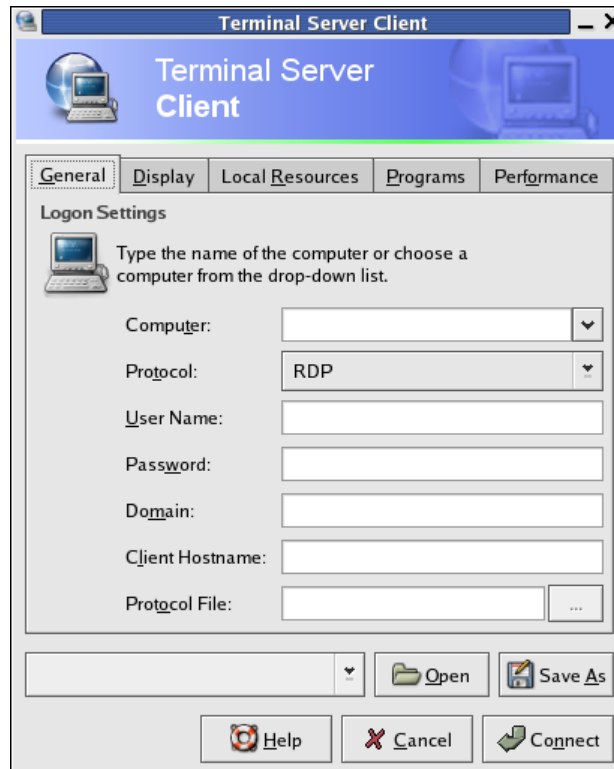 Terminal Server Client
Terminal Server
Client
General Display Local Resources Programs Performance
Logon Settings
Type the name of the computer or choose a
computer from the drop-down list.
Computer:
Protocol: RDP
User Name:
Password:
Domain:
Client Hostname:
Protocol File: ...
Open Save As
Help Cancel Connect